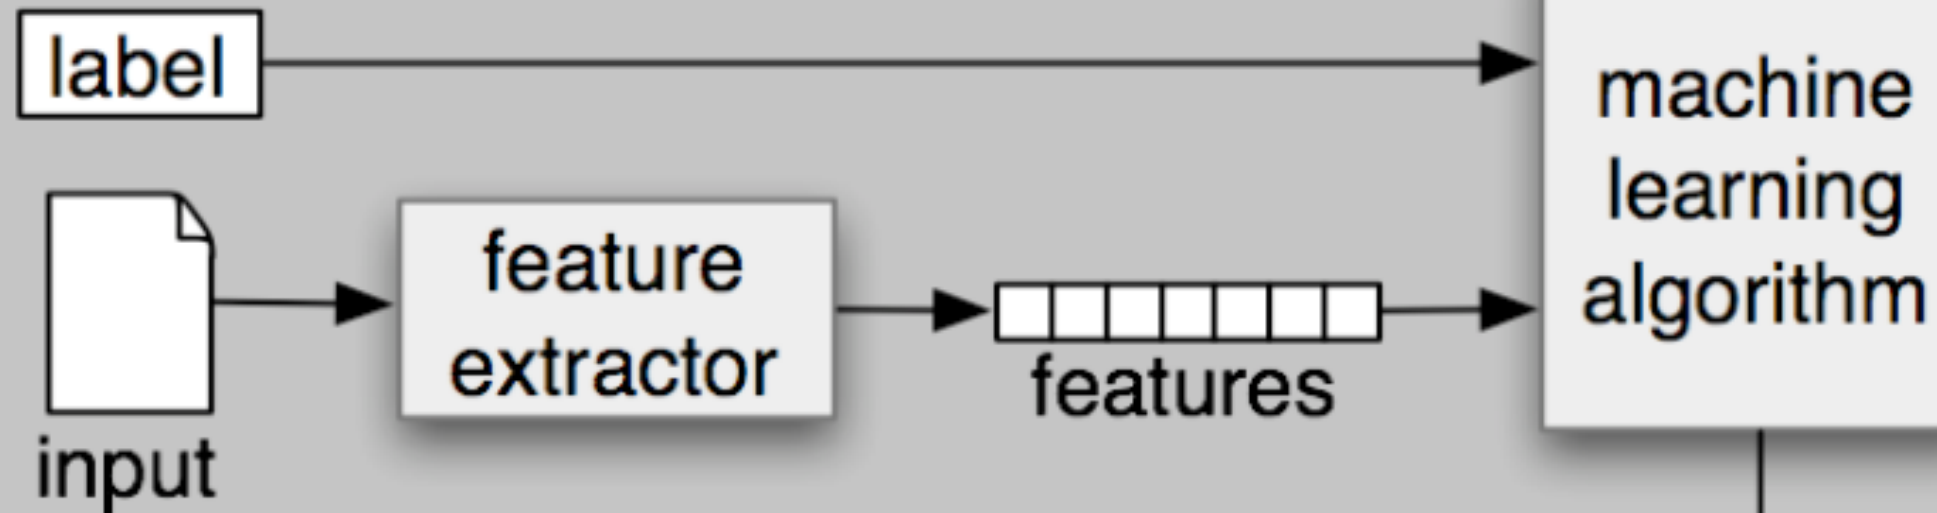 label
machine
learning
algorithm
feature
extractor
features
input